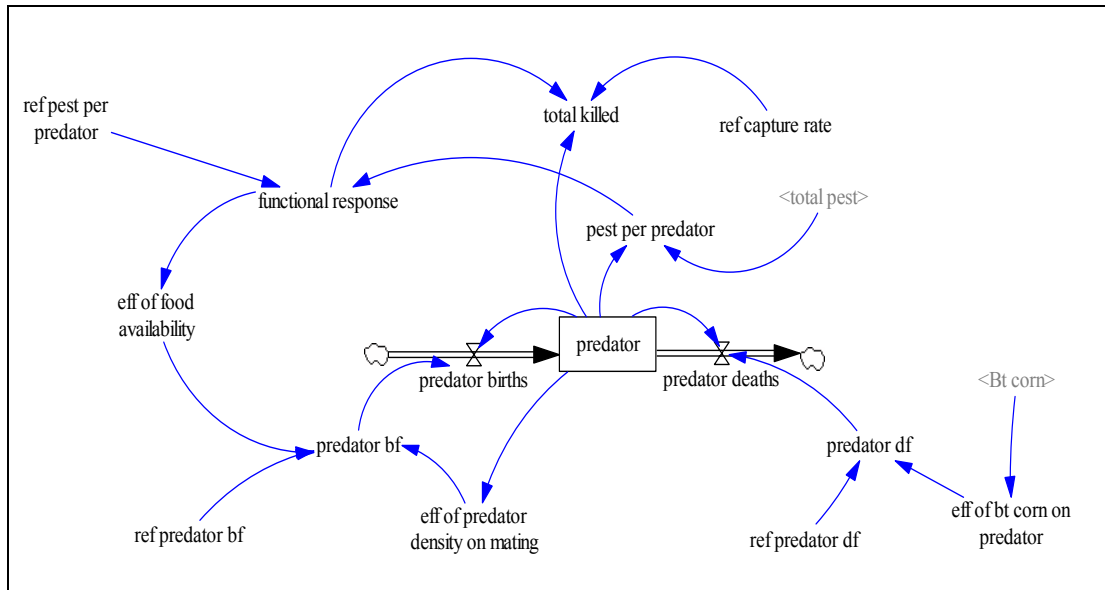 ref pest per
predator
total killed
ref capture rate
functional response
<total pest>
pest per predator
eff of food
availability
predator
predator births
predator deaths
<Bt corn>
predator bf
predator df
ref predator bf
eff of predator
density on mating
ref predator df
eff of bt corn on
predator